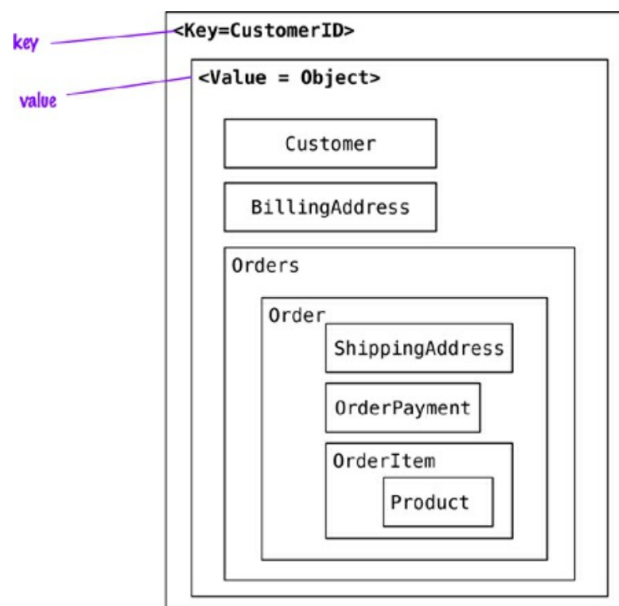 <Key=CustomerID>
key
<Value = Object>
value
Customer
BillingAddress
Orders
Order
ShippingAddress
OrderPayment
OrderItem
Product